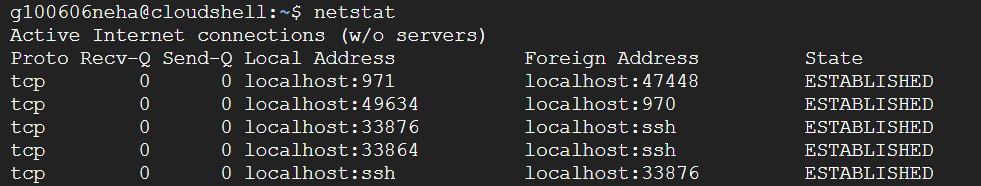 g100606neha@cloudshell:~$ netstat
Active Internet connections (w/o servers)
Proto Recv-Q Send-Q Local Address           Foreign Address         State
tcp        0      0 localhost:971           localhost:47448         ESTABLISHED
tcp        0      0 localhost:49634         localhost:970           ESTABLISHED
tcp        0      0 localhost:33876         localhost:ssh           ESTABLISHED
tcp        0      0 localhost:33864         localhost:ssh           ESTABLISHED
tcp        0      0 localhost:ssh           localhost:33876         ESTABLISHED